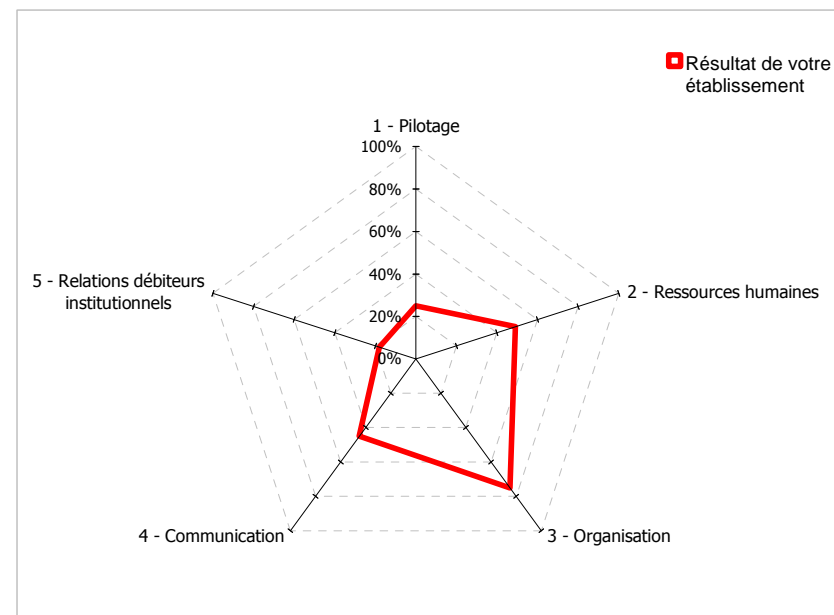 Résultat de votre
établissement
1 - Pilotage
100%
80%
60%
40%
20%
0%
5 - Relations débiteurs
institutionnels
2 - Ressources humaines
4 - Communication
3 - Organisation